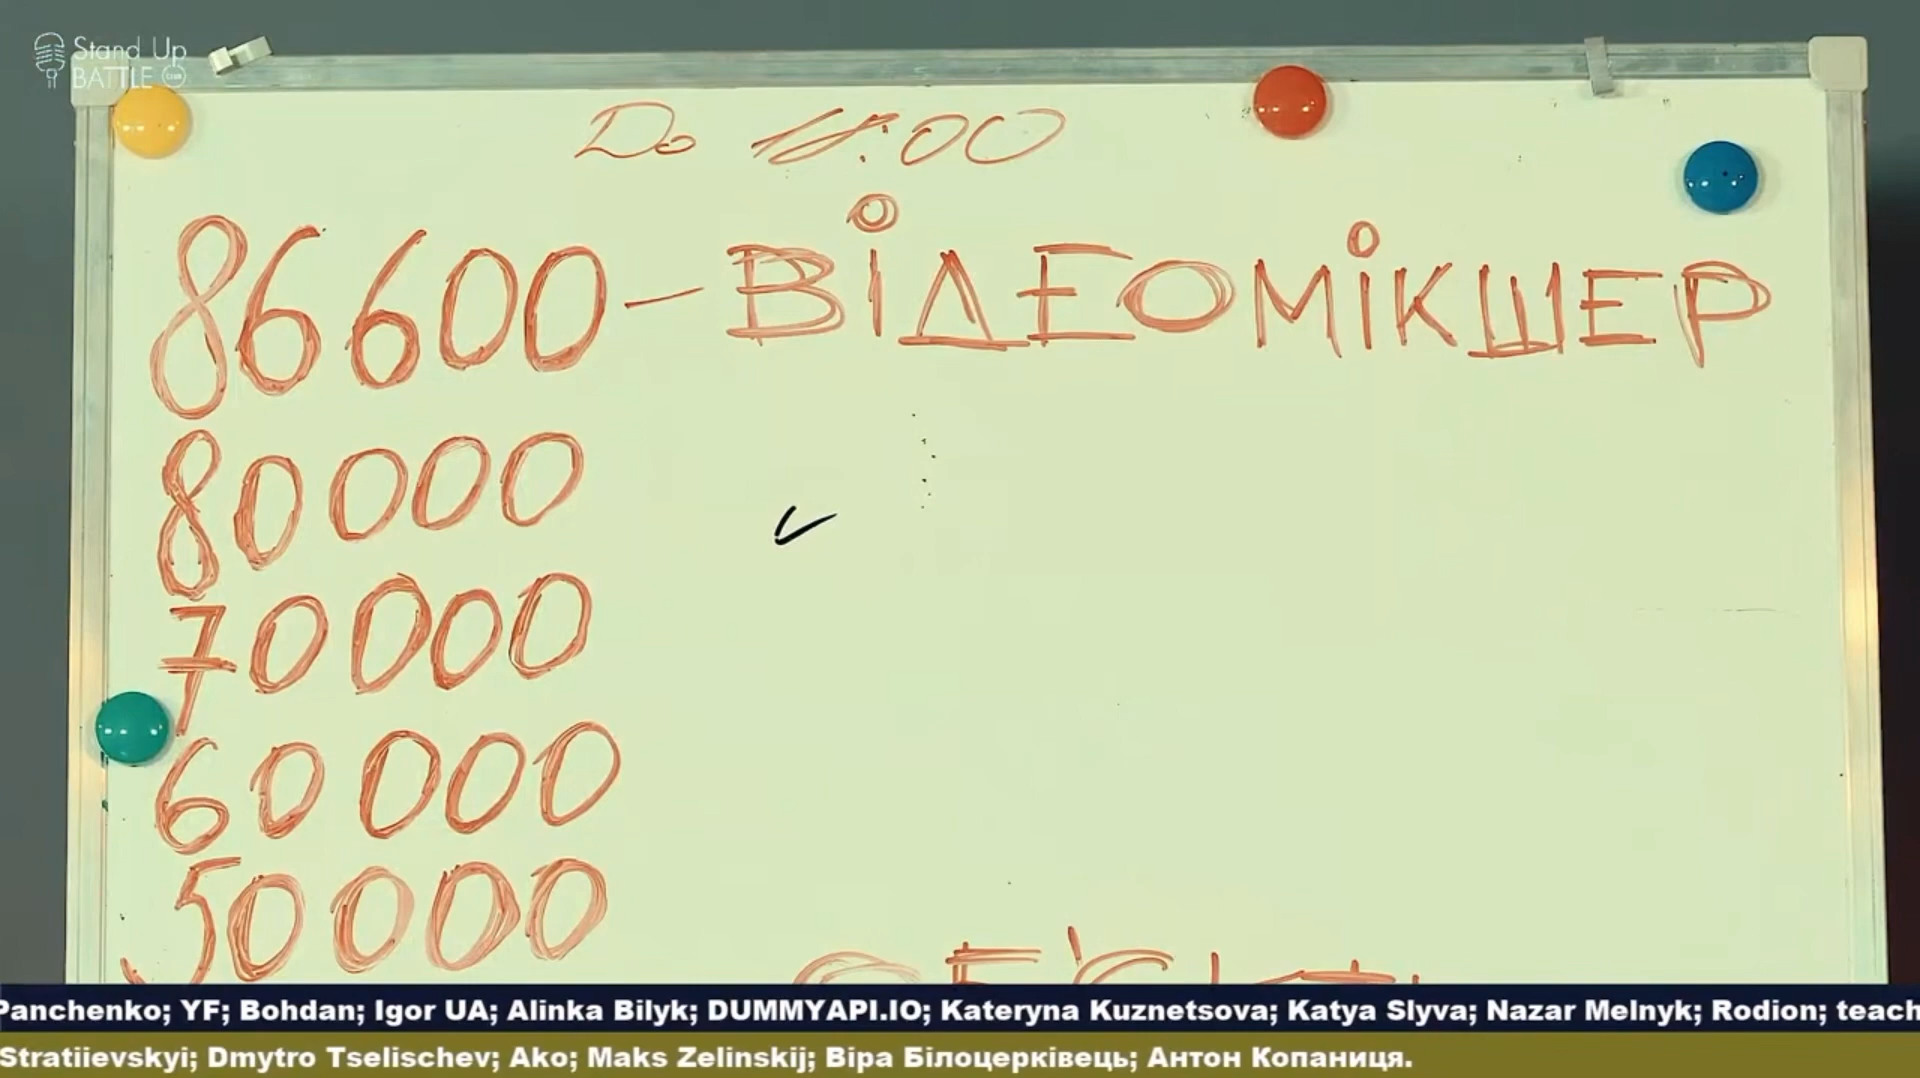 Stand Up
BATTLE CLUB
До 18:00
86600 - ВІДЕОМІКШЕР
80000
70000
60000
50000
Panchenko; YF; Bohdan; Igor UA; Alinka Bilyk; DUMMYAPI.IO; Kateryna Kuznetsova; Katya Slyva; Nazar Melnyk; Rodion; teach
Stratiievskyi; Dmytro Tselischev; Ako; Maks Zelinskij; Віра Білоцерківець; Антон Копаниця.